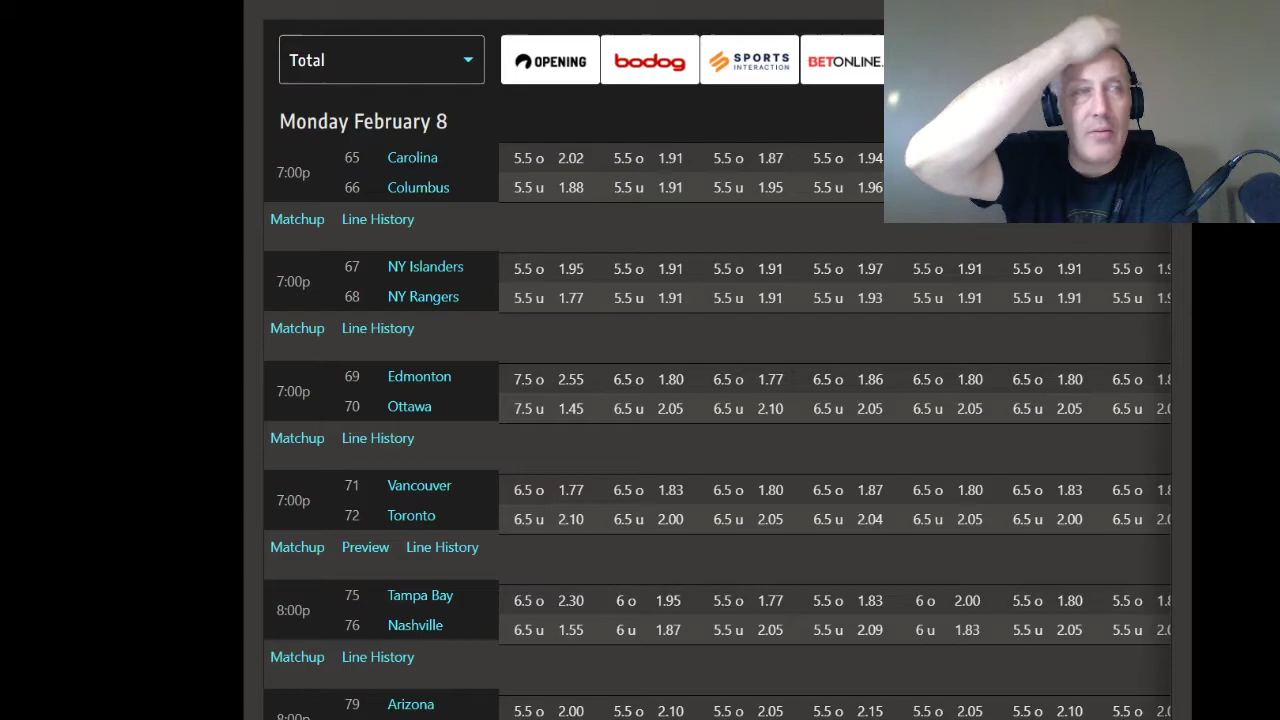 Total OPENING bodog SPORTS INTERACTION BETONLINE.
Monday February 8
7:00p 65 Carolina 5.5 o 2.02 5.5 o 1.91 5.5 o 1.87 5.5 o 1.94
66 Columbus 5.5 u 1.88 5.5 u 1.91 5.5 u 1.95 5.5 u 1.96
Matchup Line History
7:00p 67 NY Islanders 5.5 o 1.95 5.5 o 1.91 5.5 o 1.91 5.5 o 1.97 5.5 o 1.91 5.5 o 1.91 5.5 o
68 NY Rangers 5.5 u 1.77 5.5 u 1.91 5.5 u 1.91 5.5 u 1.93 5.5 u 1.91 5.5 u 1.91 5.5 u
Matchup Line History
7:00p 69 Edmonton 7.5 o 2.55 6.5 o 1.80 6.5 o 1.77 6.5 o 1.86 6.5 o 1.80 6.5 o 1.80 6.5 o
70 Ottawa 7.5 u 1.45 6.5 u 2.05 6.5 u 2.10 6.5 u 2.05 6.5 u 2.05 6.5 u 2.05 6.5 u
Matchup Line History
7:00p 71 Vancouver 6.5 o 1.77 6.5 o 1.83 6.5 o 1.80 6.5 o 1.87 6.5 o 1.80 6.5 o 1.83 6.5 o
72 Toronto 6.5 u 2.10 6.5 u 2.00 6.5 u 2.05 6.5 u 2.04 6.5 u 2.05 6.5 u 2.00 6.5 u
Matchup Preview Line History
8:00p 75 Tampa Bay 6.5 o 2.30 6 o 1.95 5.5 o 1.77 5.5 o 1.83 6 o 2.00 5.5 o 1.80 5.5 o
76 Nashville 6.5 u 1.55 6 u 1.87 5.5 u 2.05 5.5 u 2.09 6 u 1.83 5.5 u 2.05 5.5 u
Matchup Line History
8:00p 79 Arizona 5.5 o 2.00 5.5 o 2.10 5.5 o 2.05 5.5 o 2.15 5.5 o 2.05 5.5 o 2.10 5.5 o